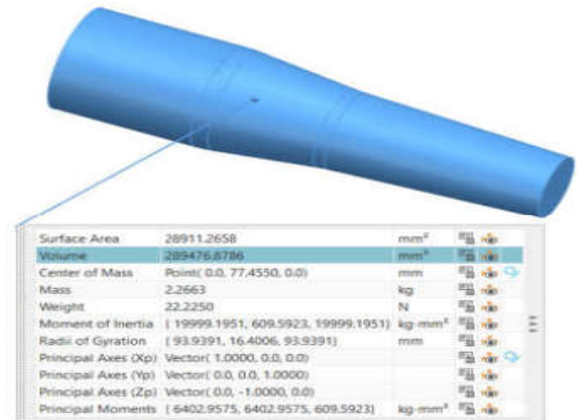 Surface Area 28911.2658 mm²
Volume 289476.8786 mm³
Center of Mass Point( 0.0, 77.4550, 0.0) mm
Mass 2.2663 kg
Weight 22.2250 N
Moment of Inertia ( 19999.1951, 609.5923, 19999.1951) kg·mm²
Radii of Gyration ( 93.9391, 16.4006, 93.9391) mm
Principal Axes (Xp) Vector( 1.0000, 0.0, 0.0)
Principal Axes (Yp) Vector( 0.0, 0.0, 1.0000)
Principal Axes (Zp) Vector( 0.0, -1.0000, 0.0)
Principal Moments ( 6402.9575, 6402.9575, 609.5923) kg·mm²